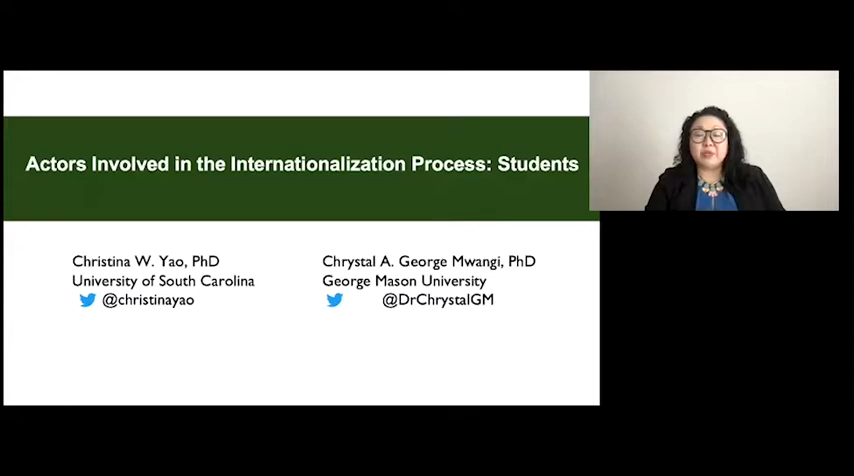 Actors Involved in the Internationalization Process: Students
Christina W. Yao, PhD
University of South Carolina
@christinayao
Chrystal A. George Mwangi, PhD
George Mason University
@DrChrystalGM